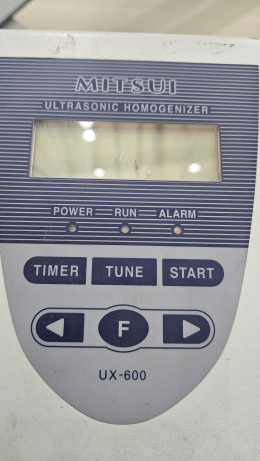 MITSUI
ULTRASONIC HOMOGENIZER
POWER RUN ALARM
TIMER TUNE START
F
UX-600